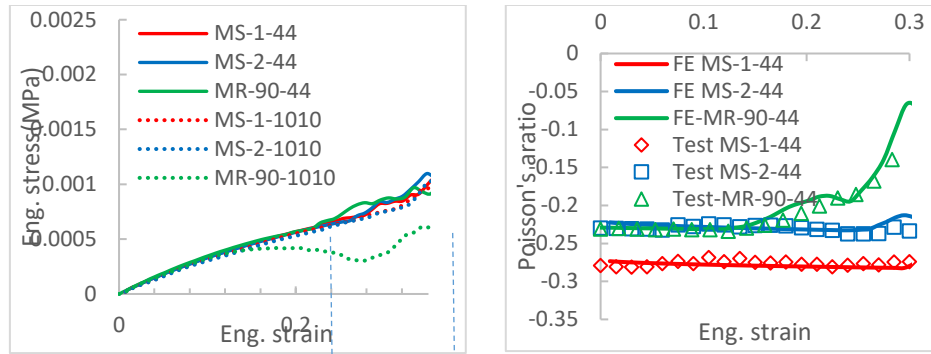 0.0025
0.002
0.0015
0.001
0.0005
0
Eng. stress(MPa)
MS-1-44
MS-2-44
MR-90-44
MS-1-1010
MS-2-1010
MR-90-1010
0
0.2
Eng. strain
0
0.1
0.2
0.3
0
-0.05
-0.1
-0.15
-0.2
-0.25
-0.3
-0.35
Poisson's.aratio
FE MS-1-44
FE MS-2-44
FE-MR-90-44
Test MS-1-44
Test MS-2-44
Test-MR-90-44
Eng. strain